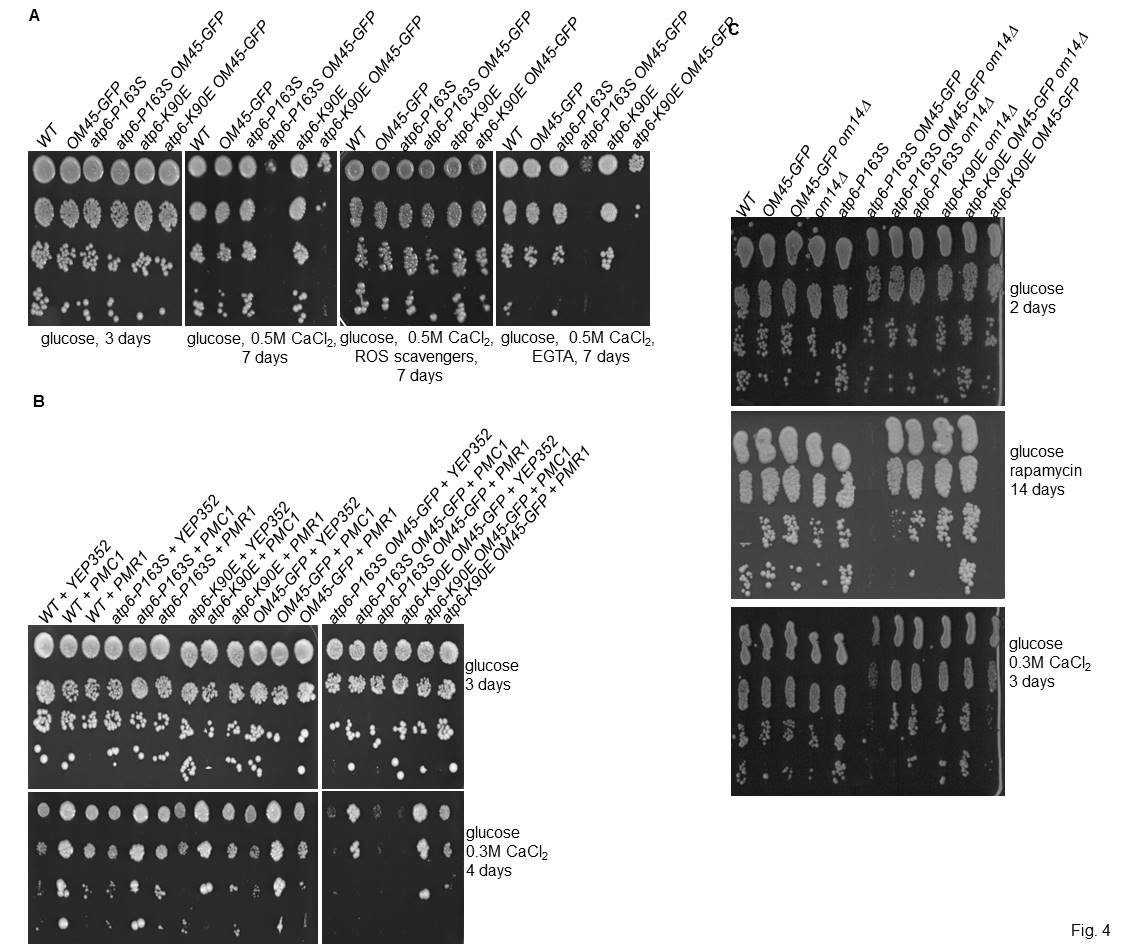 A
WT
OM45-GFP
atp6-P163S
atp6-P163S OM45-GFP
atp6-K90E
atp6-K90E OM45-GFP
WT
OM45-GFP
atp6-P163S
atp6-P163S OM45-GFP
atp6-K90E
atp6-K90E OM45-GFP
WT
OM45-GFP
atp6-P163S
atp6-P163S OM45-GFP
atp6-K90E
atp6-K90E OM45-GFP
WT
OM45-GFP
atp6-P163S
atp6-P163S OM45-GFP
atp6-K90E
atp6-K90E OM45-GFP
glucose, 3 days
glucose, 0.5M CaCl₂,
7 days
glucose, 0.5M CaCl₂,
ROS scavengers,
7 days
glucose, 0.5M CaCl₂,
EGTA, 7 days
B
WT + YEP352
WT + PMC1
WT + PMR1
atp6-P163S + YEP352
atp6-P163S + PMC1
atp6-P163S + PMR1
atp6-K90E + YEP352
atp6-K90E + PMC1
atp6-K90E + PMR1
OM45-GFP + YEP352
OM45-GFP + PMC1
OM45-GFP + PMR1
atp6-P163S OM45-GFP + YEP352
atp6-P163S OM45-GFP + PMC1
atp6-P163S OM45-GFP + PMR1
atp6-K90E OM45-GFP + YEP352
atp6-K90E OM45-GFP + PMC1
atp6-K90E OM45-GFP + PMR1
glucose
3 days
glucose
0.3M CaCl₂
4 days
C
WT
OM45-GFP
OM45-GFP om14Δ
om14Δ
atp6-P163S
atp6-P163S OM45-GFP
atp6-P163S OM45-GFP om14Δ
atp6-P163S om14Δ
atp6-K90E om14Δ
atp6-K90E OM45-GFP om14Δ
atp6-K90E OM45-GFP
glucose
2 days
glucose
rapamycin
14 days
glucose
0.3M CaCl₂
3 days
Fig. 4